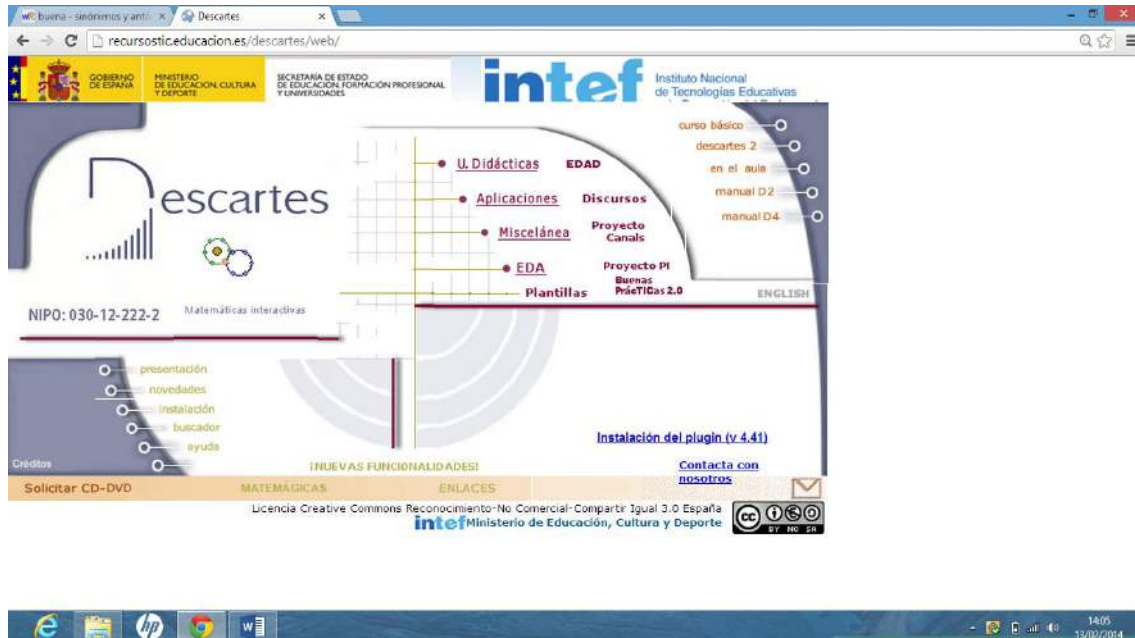 buena - sinónimos y antó
Descartes
recursostic.educacion.es/descartes/web/
GOBIERNO
DE ESPAÑA
MINISTERIO
DE EDUCACIÓN, CULTURA
Y DEPORTE
SECRETARÍA DE ESTADO
DE EDUCACIÓN, FORMACIÓN PROFESIONAL
Y UNIVERSIDADES
intef
Instituto Nacional
de Tecnologías Educativas
curso básico
descartes 2
en el aula
manual D2
manual D4
Descartes
U. Didácticas EDAD
Aplicaciones Discursos
Miscelánea Proyecto
Canals
EDA Proyecto PI
Plantillas Buenas
PrácTICas 2.0
ENGLISH
NIPO: 030-12-222-2
Matemáticas interactivas
presentación
novedades
instalación
buscador
ayuda
Créditos
Instalación del plugin (v 4.41)
¡NUEVAS FUNCIONALIDADES!
Contacta con
nosotros
Solicitar CD-DVD MATEMÁGICAS ENLACES
Licencia Creative Commons Reconocimiento-No Comercial-Compartir Igual 3.0 España
intef Ministerio de Educación, Cultura y Deporte
cc
BY NC SA
hp
14:05
13/02/2014